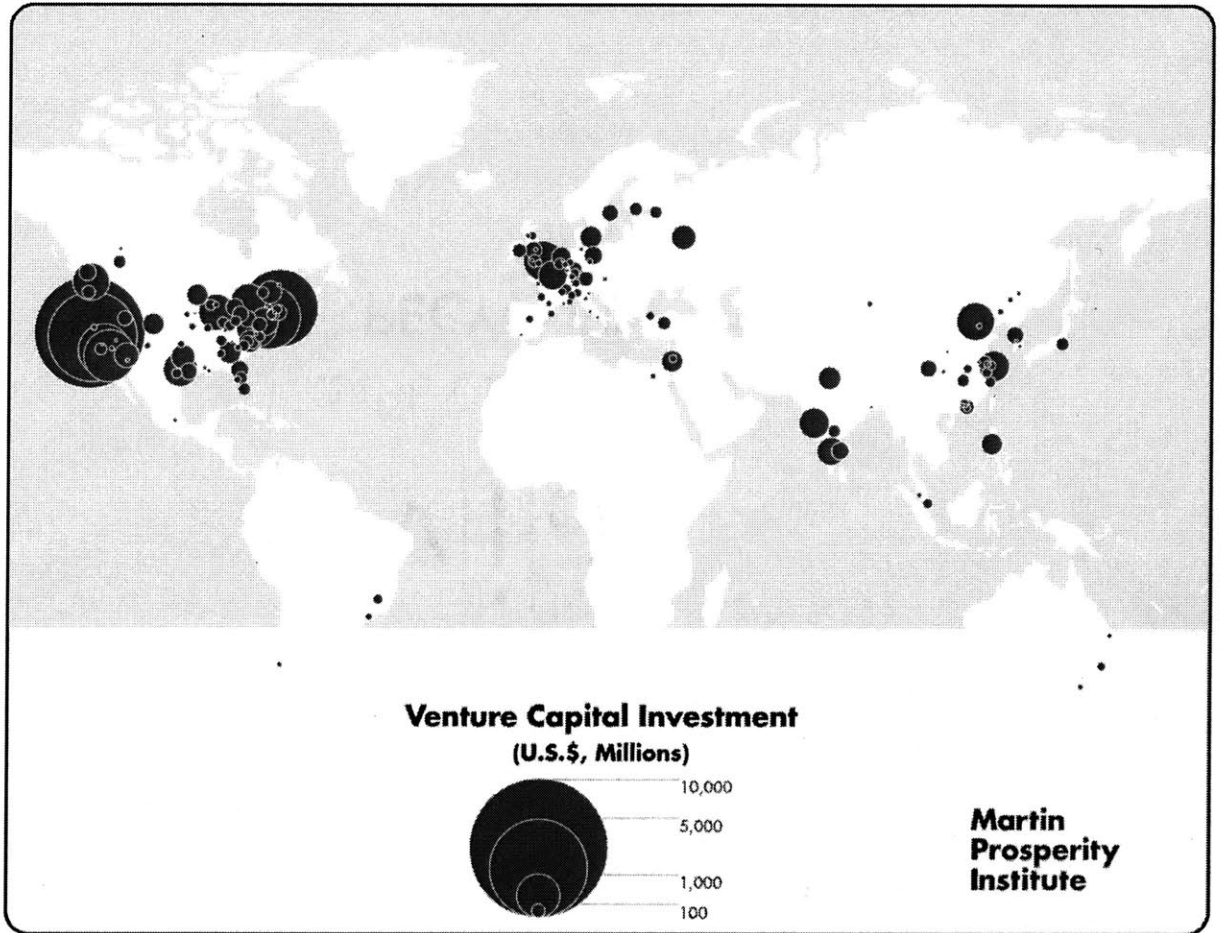 Venture Capital Investment
(U.S.$, Millions)
10,000
5,000
1,000
100
Martin
Prosperity
Institute